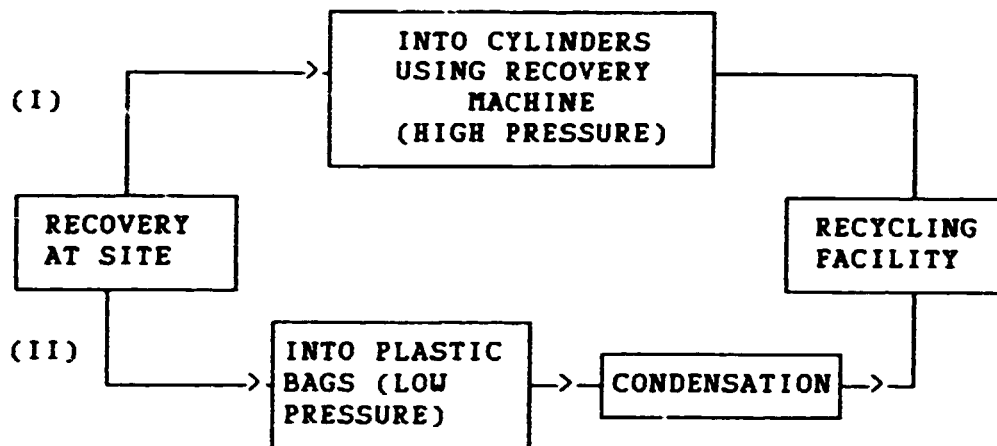 (I)
INTO CYLINDERS
USING RECOVERY
MACHINE
(HIGH PRESSURE)
RECOVERY
AT SITE
RECYCLING
FACILITY
(II)
INTO PLASTIC
BAGS (LOW
PRESSURE)
CONDENSATION